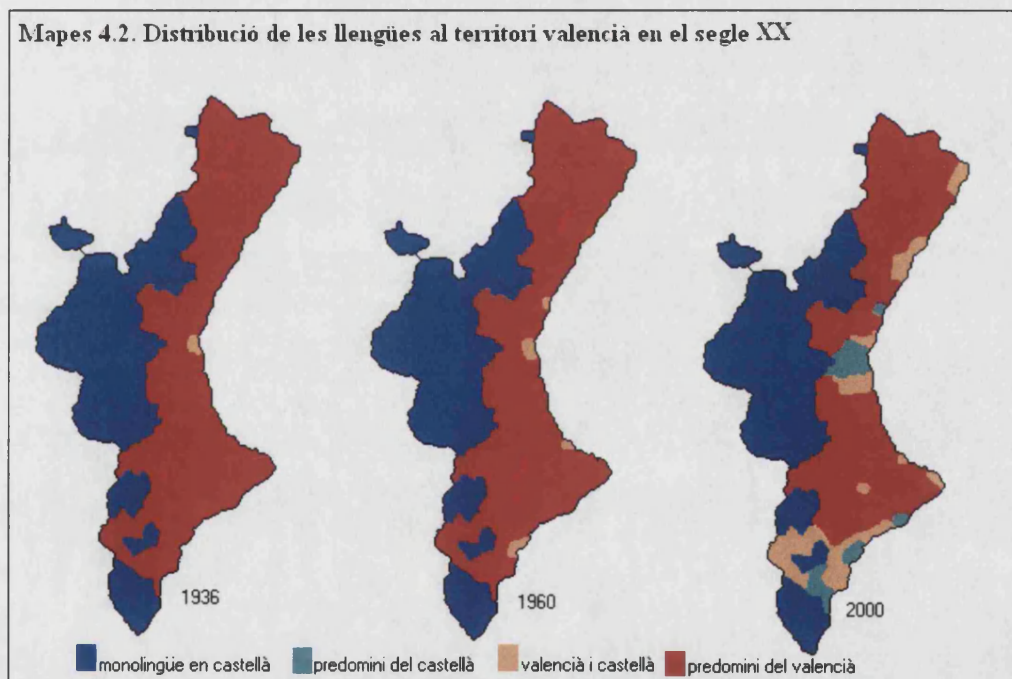 Mapes 4.2. Distribució de les llengües al territori valencià en el segle XX
1936
1960
2000
monolingüe en castellà
predomini del castellà
valencià i castellà
predomini del valencià